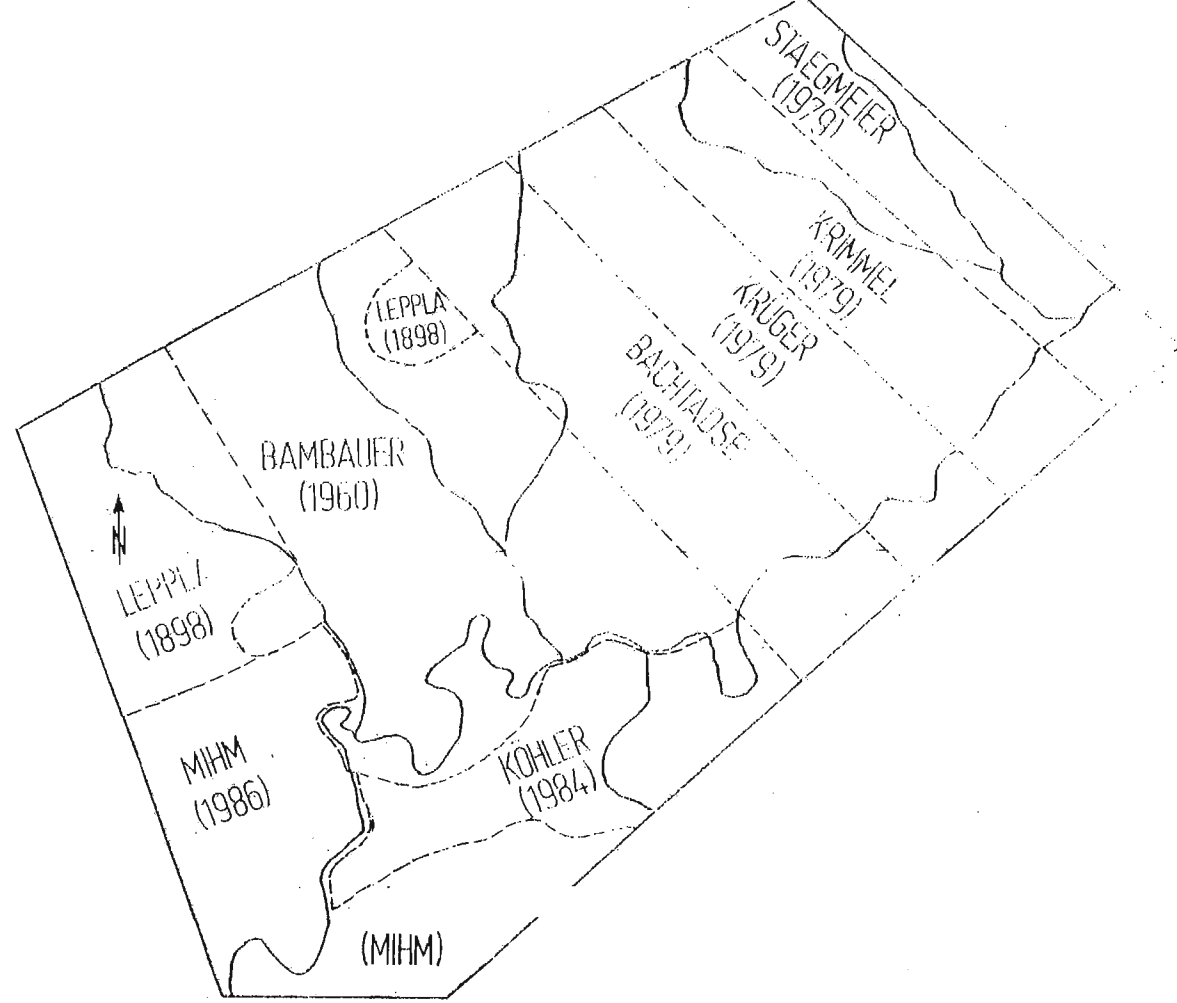 STAEGMEIER
(1979)
KRIMMEL
(1979)
KRÜGER
(1979)
BACHTADSE
(1979)
LEPPLA
(1898)
BAMBAUER
(1960)
N
LEPPLA
(1898)
MIHM
(1986)
KÖHLER
(1984)
(MIHM)